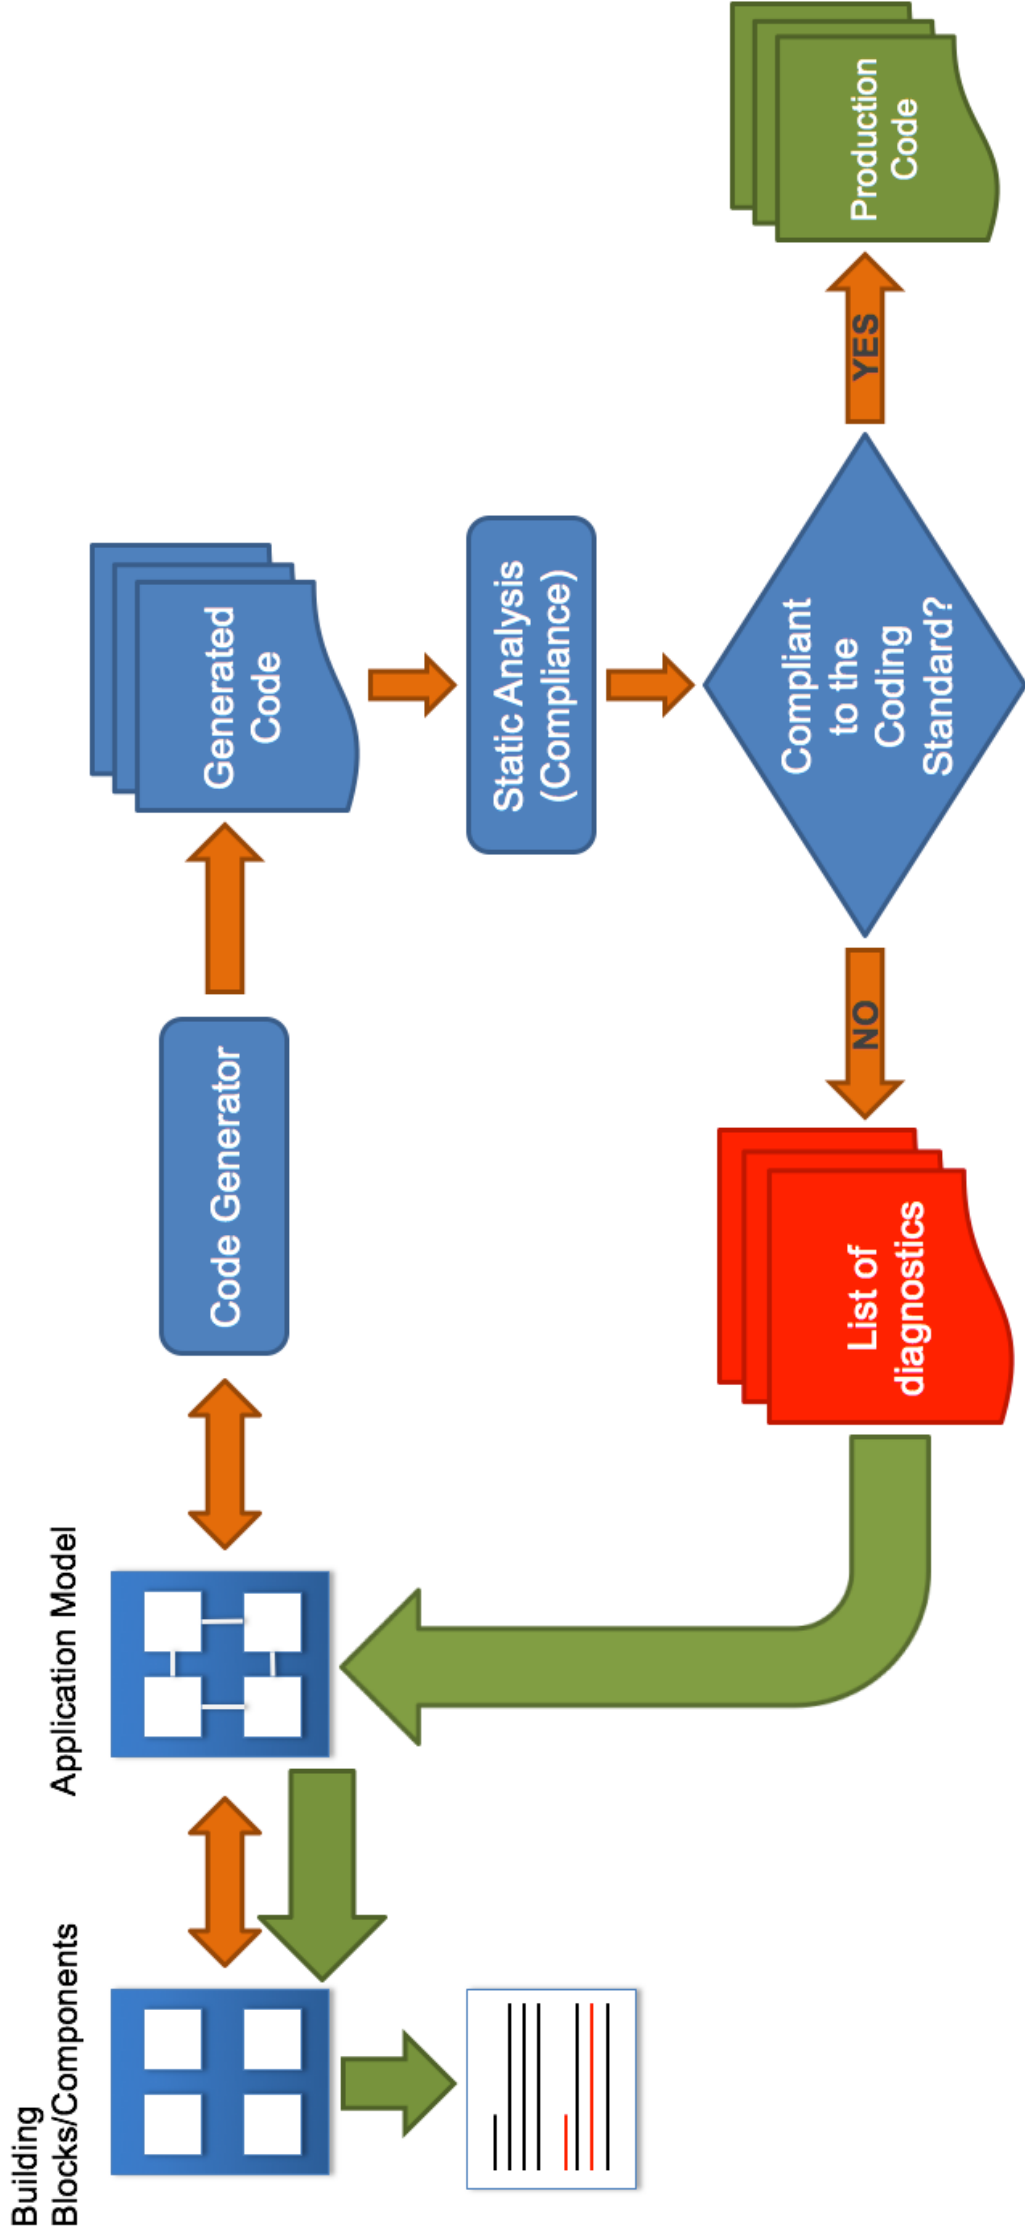 Building
Blocks/Components
Application Model
Code Generator
Generated
Code
Static Analysis
(Compliance)
Compliant
to the
Coding
Standard?
NO
YES
List of
diagnostics
Production
Code